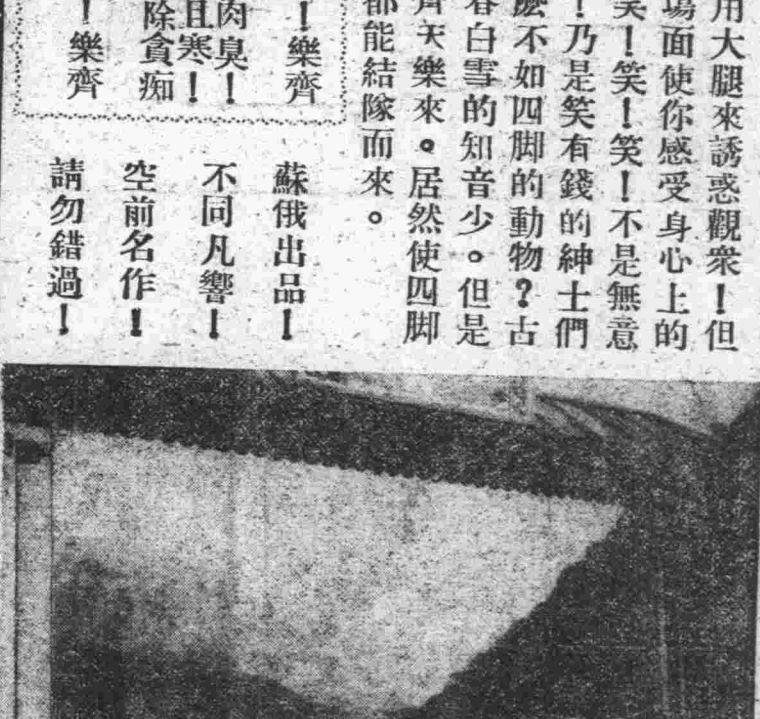 用大腿來誘惑觀衆!但
場面使你感受身心上的
笑!笑!笑!不是無意
!乃是笑有錢的紳士們
麽不如四脚的動物?古
春白雪的知音少。但是
齊天樂來。居然使四脚
都能結隊而來。
!樂齊
肉臭!
且寒!
除貪痴
!樂齊
蘇俄出品!
不同凡響!
空前名作!
請勿錯過!